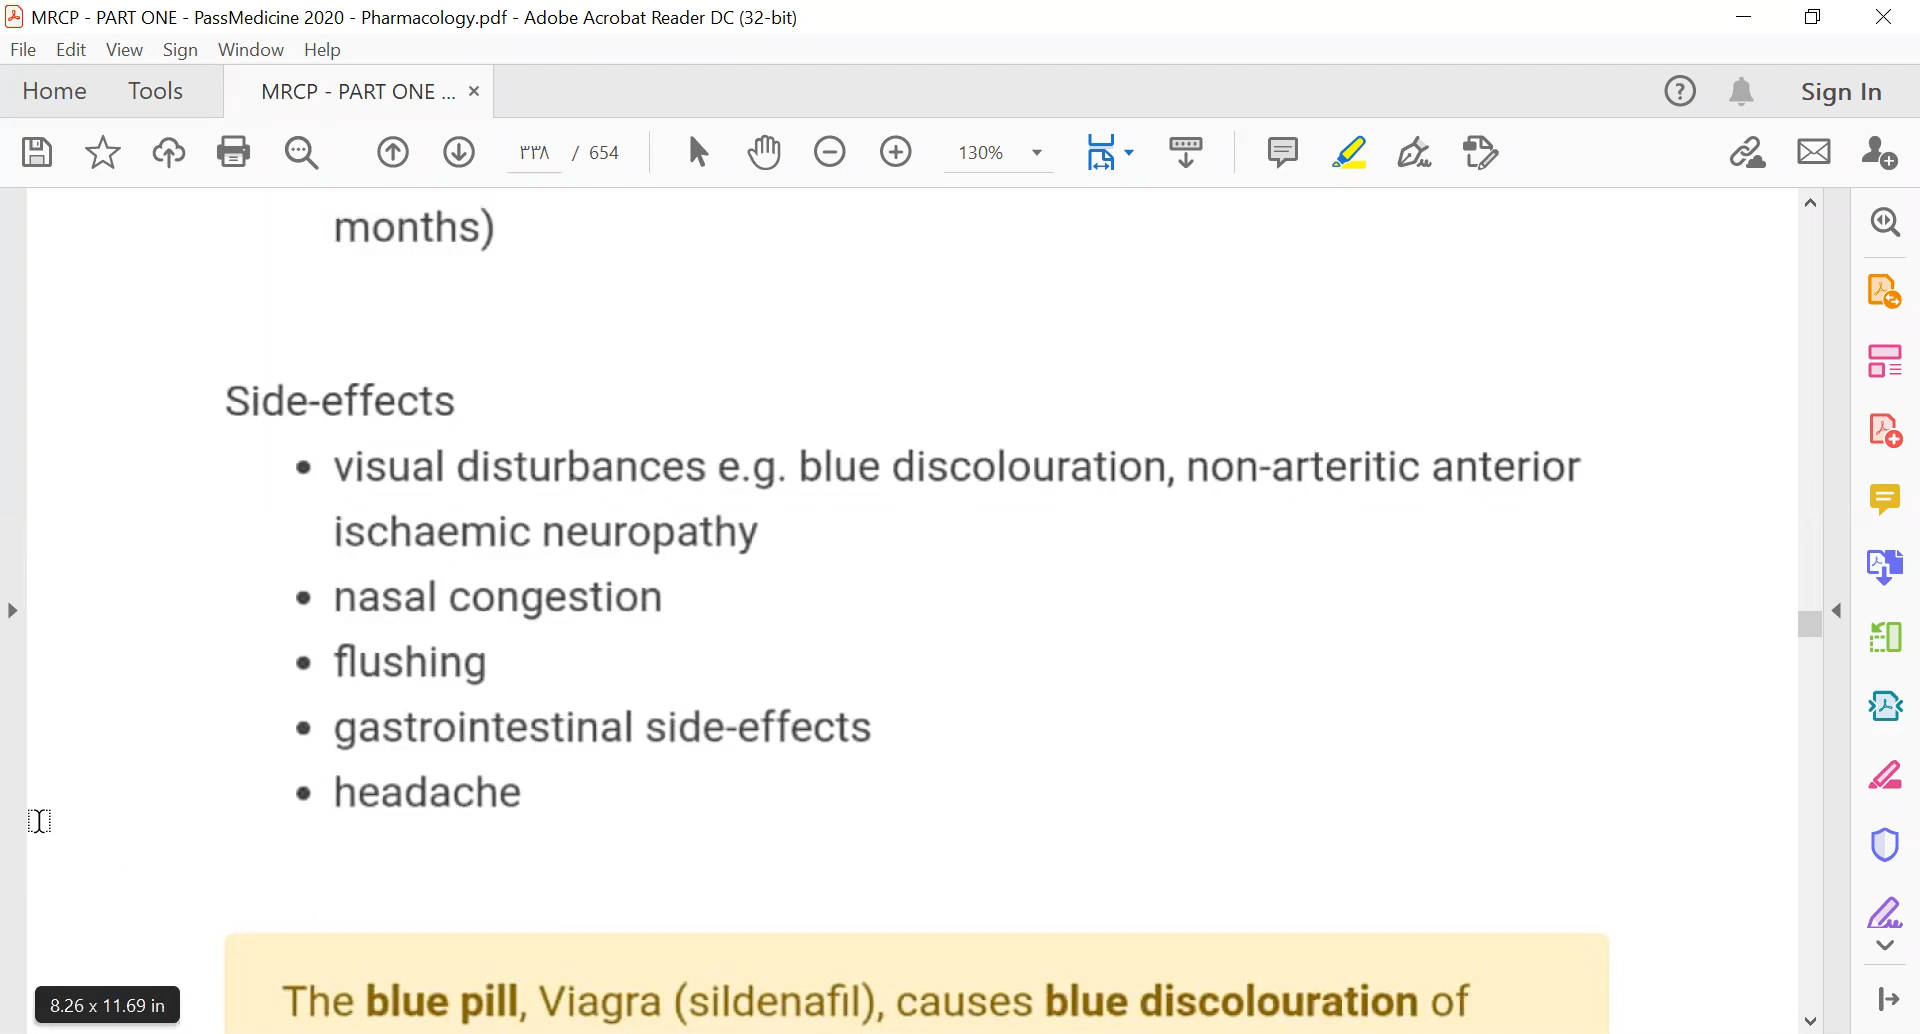 MRCP - PART ONE - PassMedicine 2020 - Pharmacology.pdf - Adobe Acrobat Reader DC (32-bit)
File Edit View Sign Window Help
Home Tools MRCP - PART ONE ... × Sign In
٣٣٨ / 654 130%
months)
Side-effects
• visual disturbances e.g. blue discolouration, non-arteritic anterior
ischaemic neuropathy
• nasal congestion
• flushing
• gastrointestinal side-effects
• headache
The blue pill, Viagra (sildenafil), causes blue discolouration of
8.26 x 11.69 in